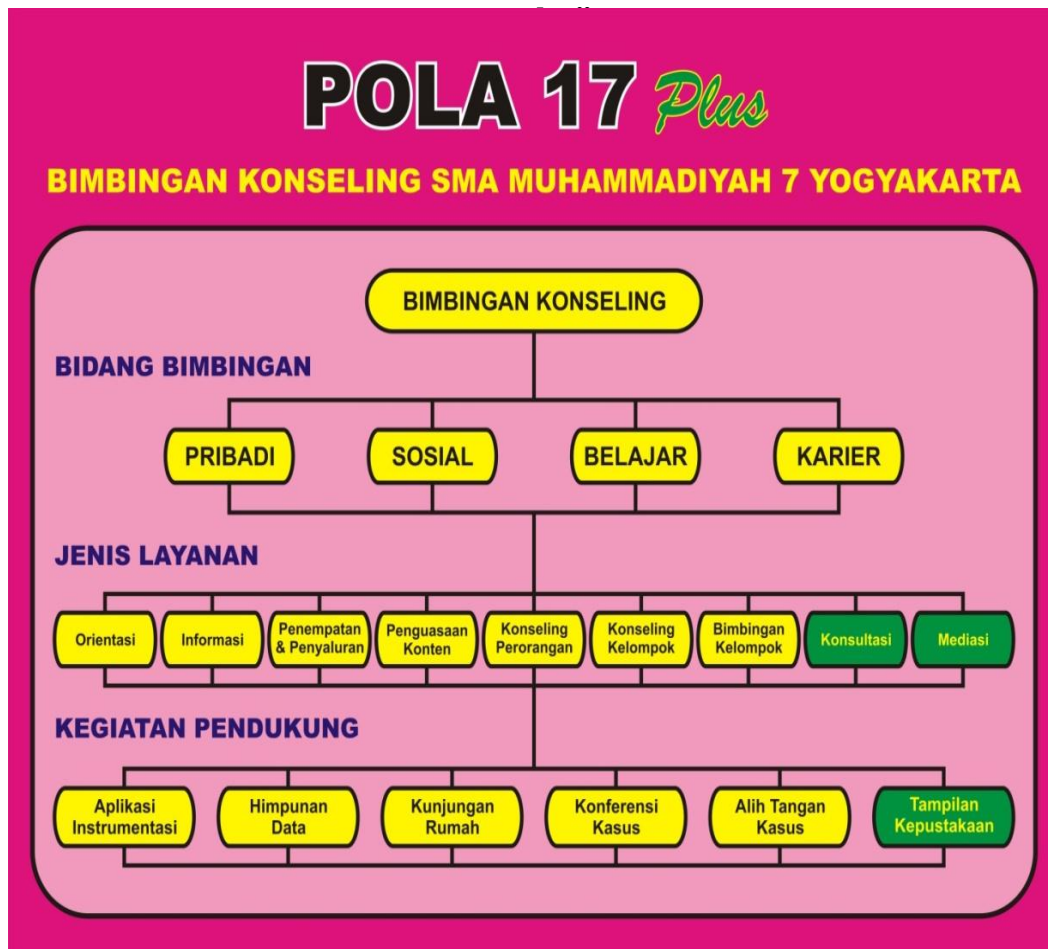 POLA 17 Plus
BIMBINGAN KONSELING SMA MUHAMMADIYAH 7 YOGYAKARTA
BIMBINGAN KONSELING
BIDANG BIMBINGAN
PRIBADI
SOSIAL
BELAJAR
KARIER
JENIS LAYANAN
Orientasi
Informasi
Penempatan
& Penyaluran
Penguasaan
Konten
Konseling
Perorangan
Konseling
Kelompok
Bimbingan
Kelompok
Konsultasi
Mediasi
KEGIATAN PENDUKUNG
Aplikasi
Instrumentasi
Himpunan
Data
Kunjungan
Rumah
Konferensi
Kasus
Alih Tangan
Kasus
Tampilan
Kepustakaan